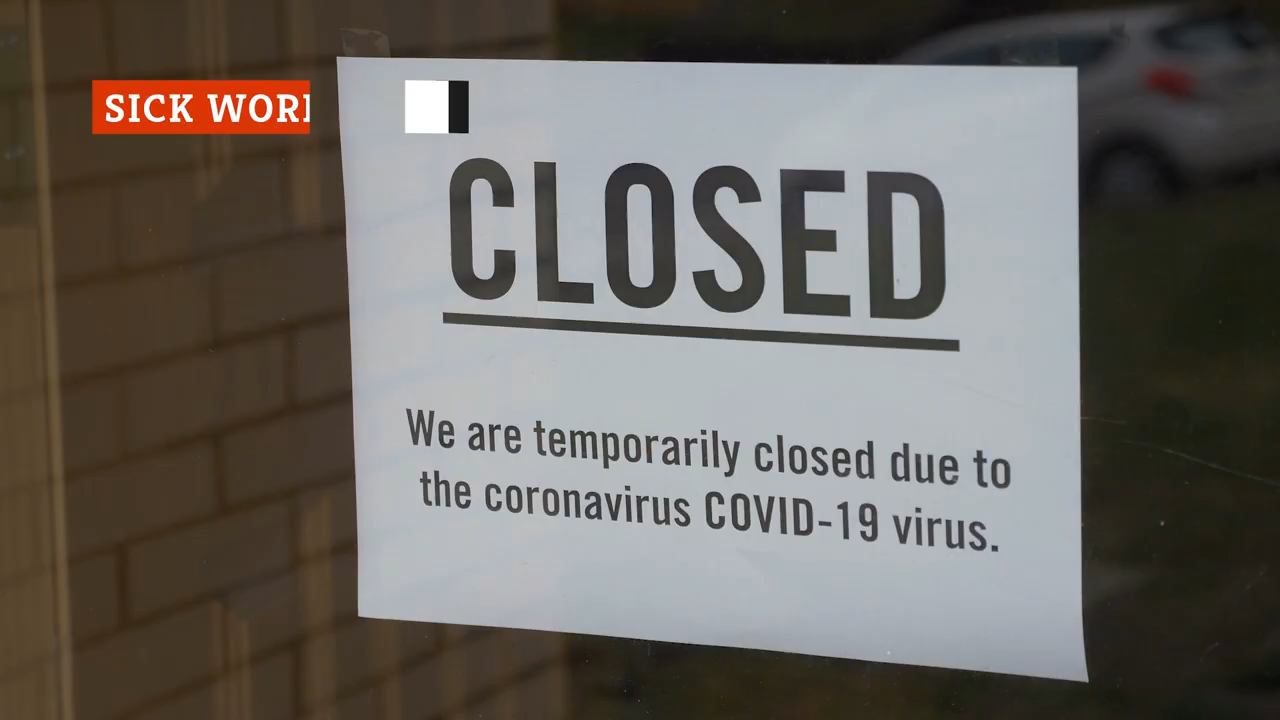 SICK
CLOSED
We are temporarily closed due to
the coronavirus COVID-19 virus.